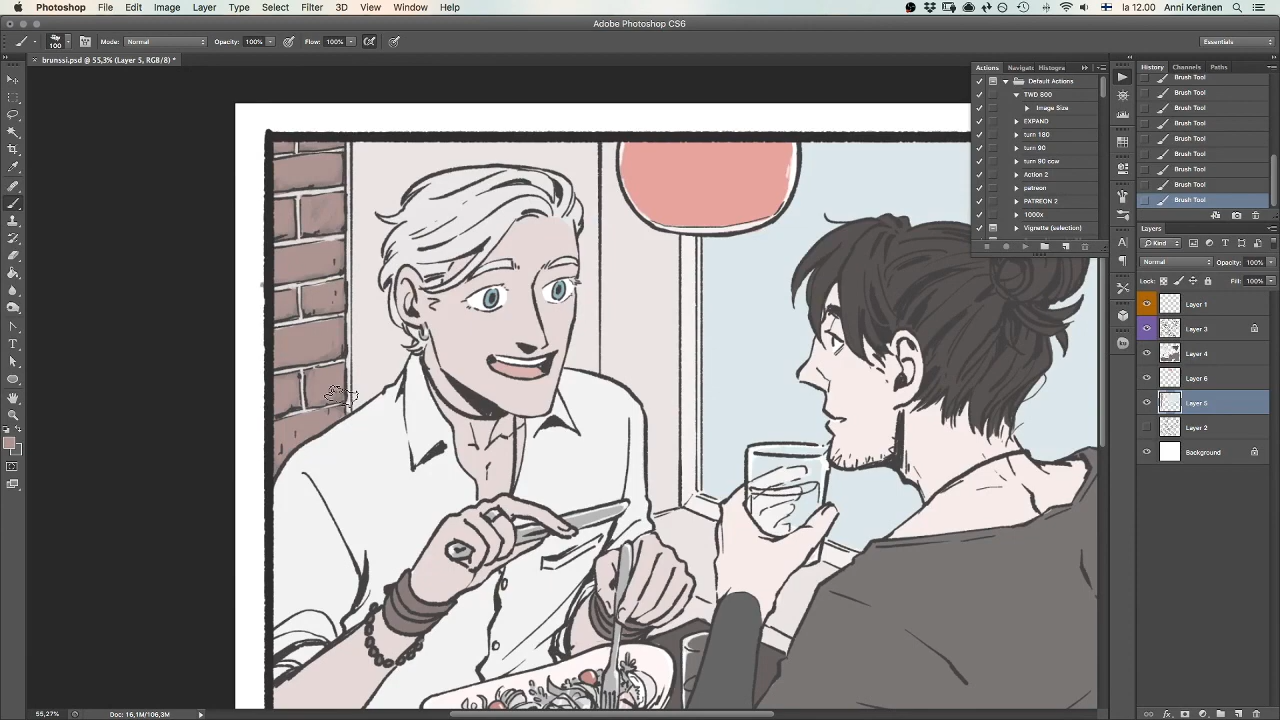 Photoshop File Edit Image Layer Type Select Filter 3D View Window Help la 12.00 Anni Keränen
Adobe Photoshop CS6
100 Mode: Normal Opacity: 100% Flow: 100% Essentials
brunssi.psd @ 55,3% (Layer 5, RGB/8) *
Actions Navigatc Histogra
Default Actions
TWD 800
Image Size
EXPAND
turn 180
turn 90
turn 90 ccw
Action 2
patreon
PATREON 2
1000x
Vignette (selection)
History Channels Paths
Brush Tool
Brush Tool
Brush Tool
Brush Tool
Brush Tool
Brush Tool
Brush Tool
Brush Tool
Brush Tool
Layers
Kind
Normal Opacity: 100%
Lock: Fill: 100%
Layer 1
Layer 3
Layer 4
Layer 6
Layer 5
Layer 2
Background
55,27% Doc: 16,1M/106,3M